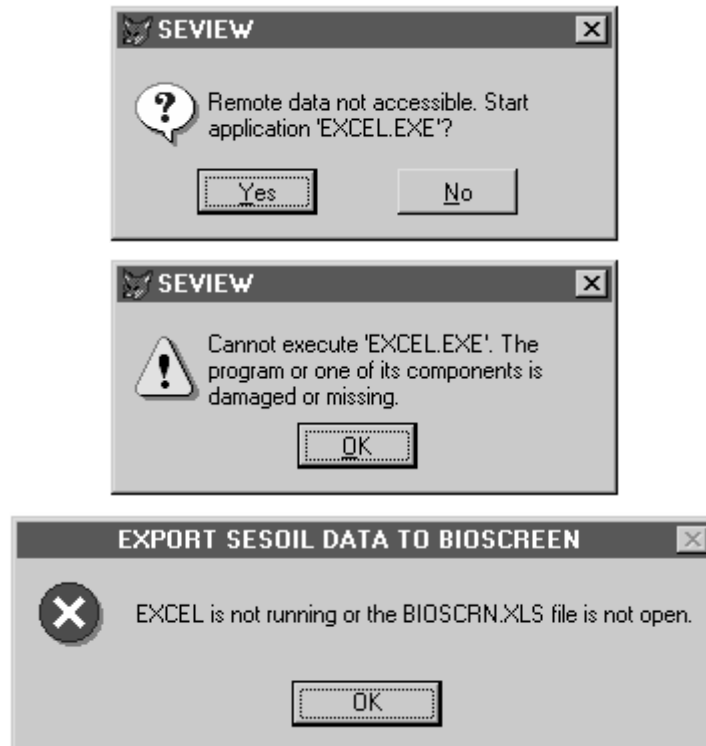 SEVIEW
Remote data not accessible. Start
application 'EXCEL.EXE'?
Yes No
SEVIEW
Cannot execute 'EXCEL.EXE'. The
program or one of its components is
damaged or missing.
OK
EXPORT SESOIL DATA TO BIOSCREEN
EXCEL is not running or the BIOSCRN.XLS file is not open.
OK